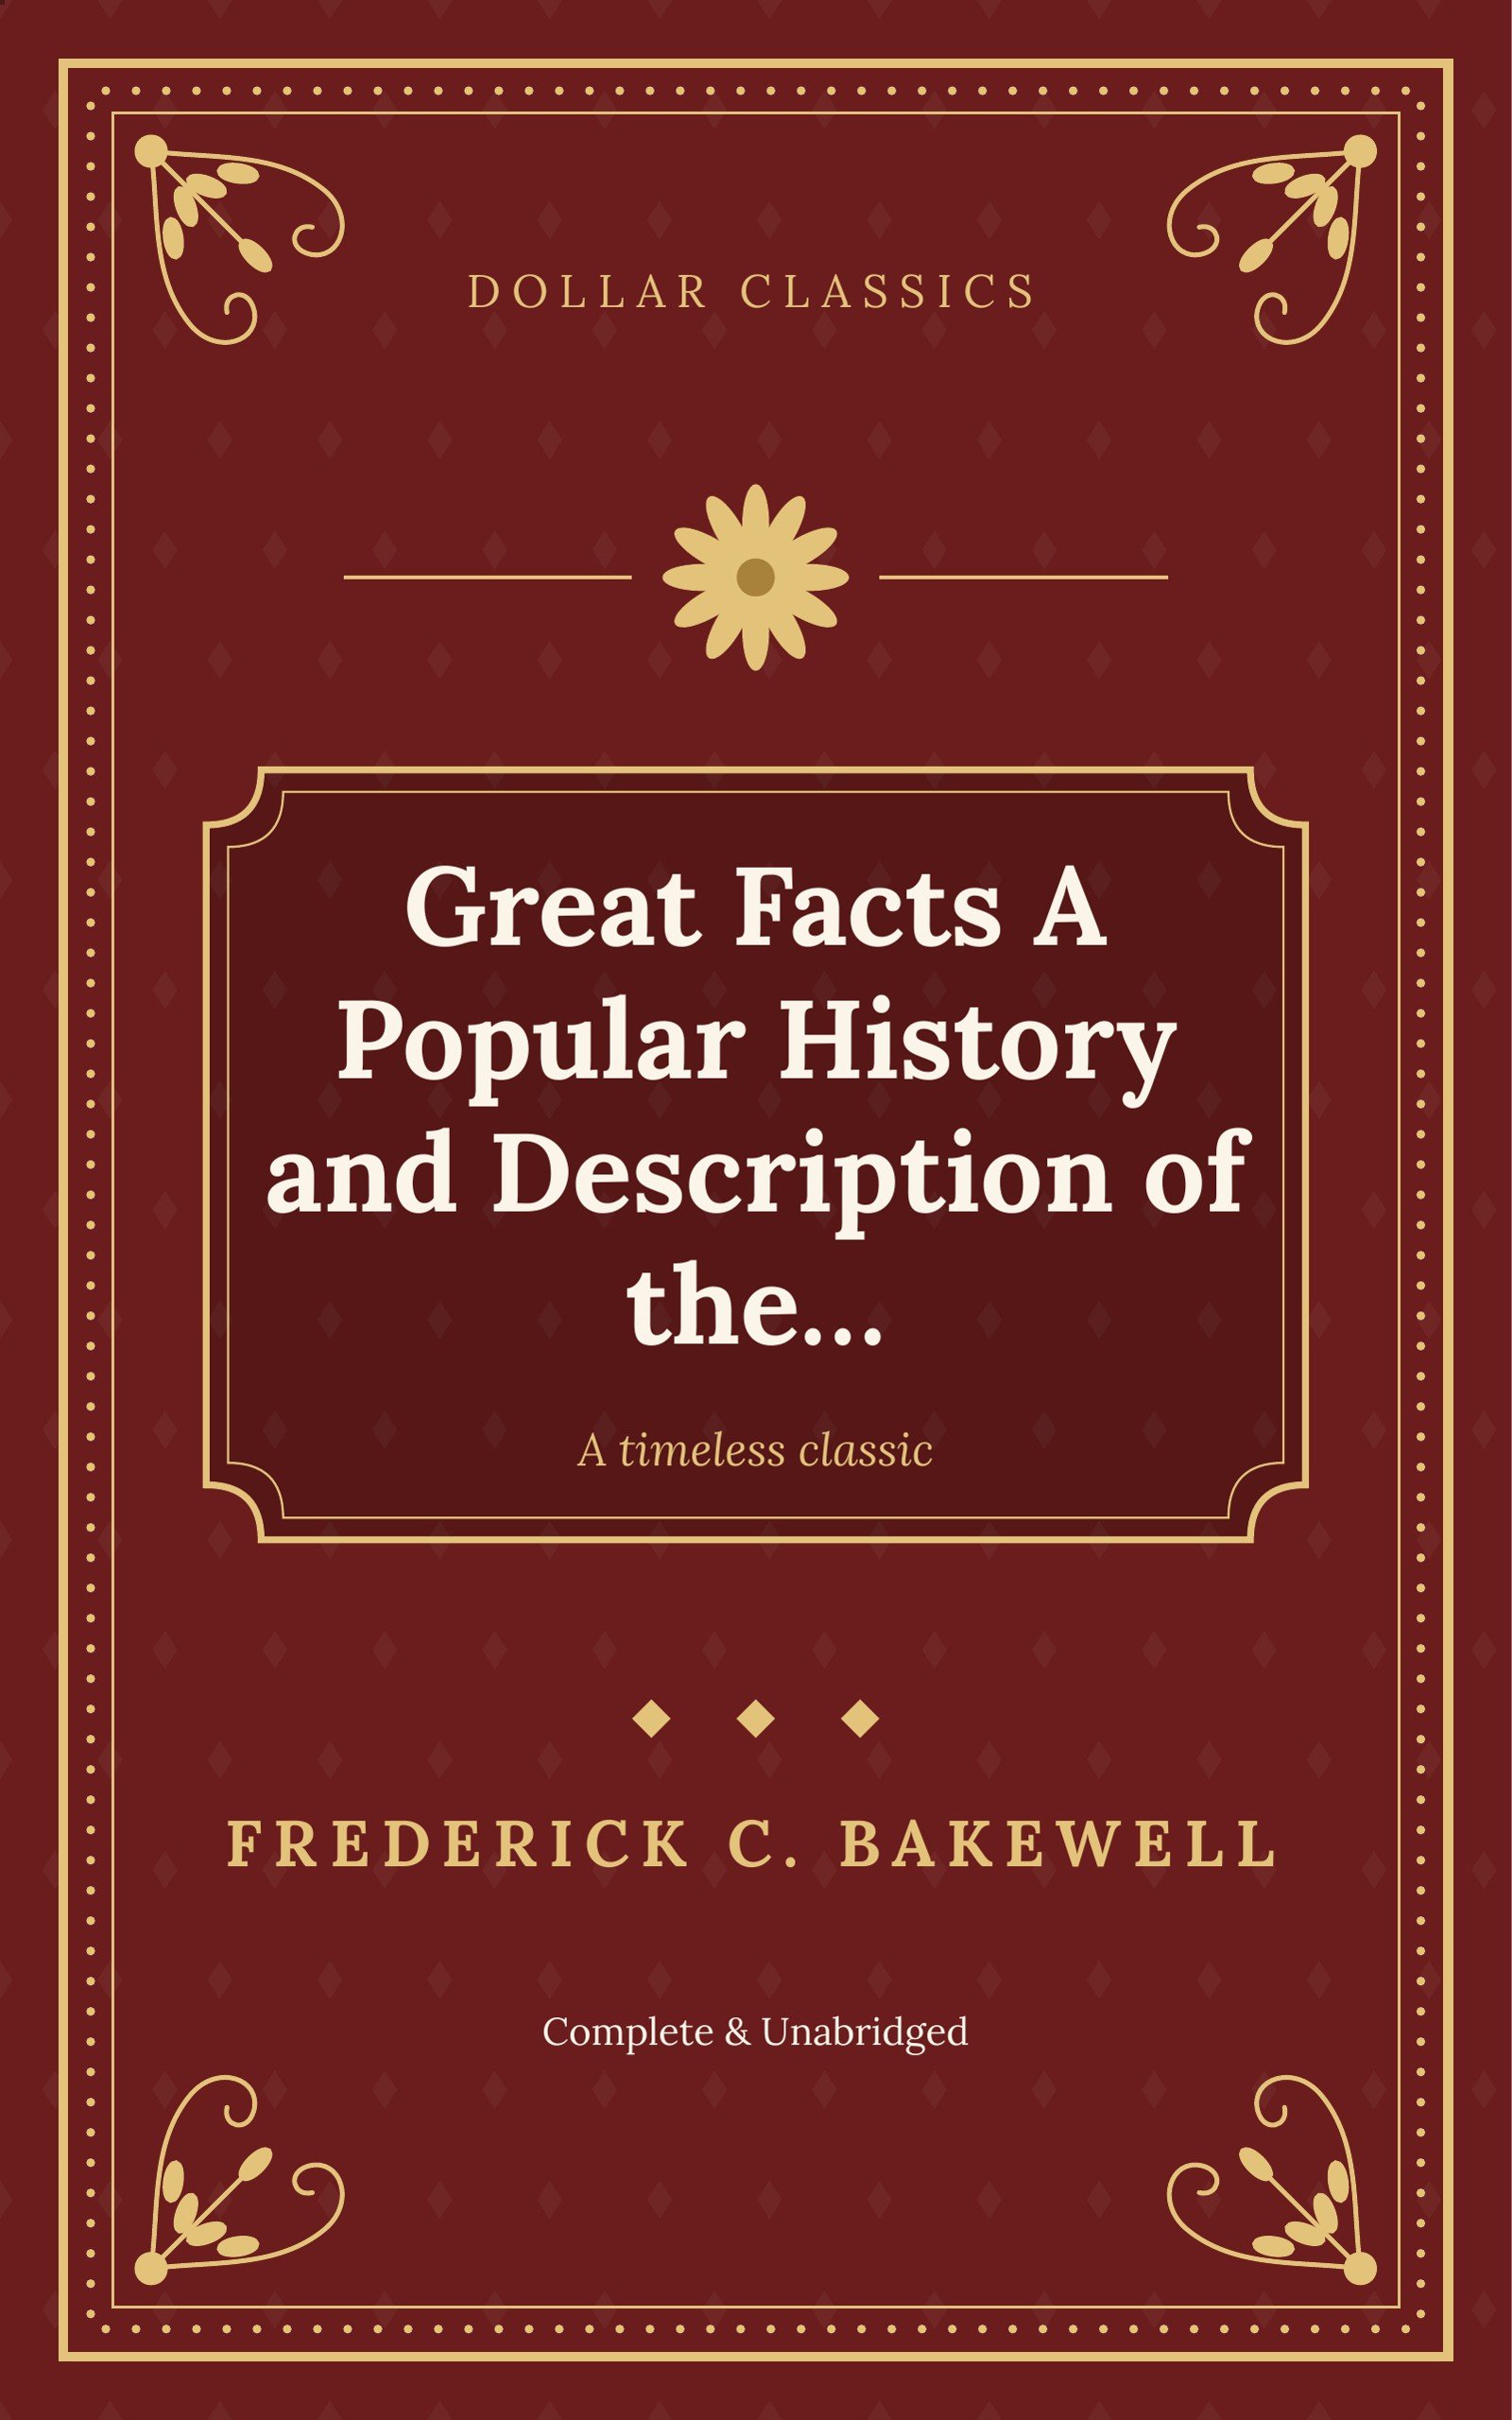 DOLLAR CLASSICS
Great Facts A
Popular History
and Description of
the...
A timeless classic
FREDERICK C. BAKEWELL
Complete & Unabridged